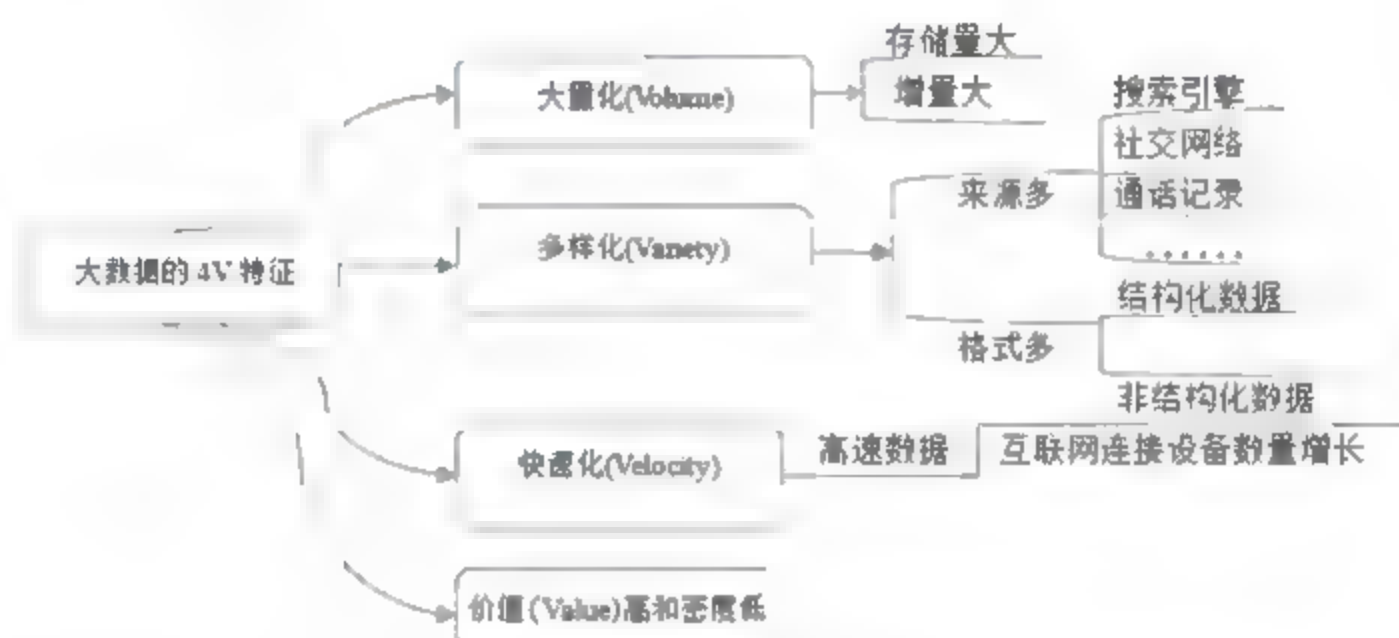 大数据的 4V 特征
大量化(Volume)
存储量大
增量大
多样化(Variety)
来源多
搜索引擎
社交网络
通话记录
······
格式多
结构化数据
非结构化数据
快速化(Velocity)
高速数据
互联网连接设备数量增长
价值(Value)高和密度低